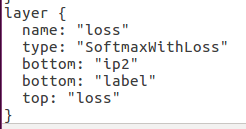 layer {
  name: "loss"
  type: "SoftmaxWithLoss"
  bottom: "ip2"
  bottom: "label"
  top: "loss"
}